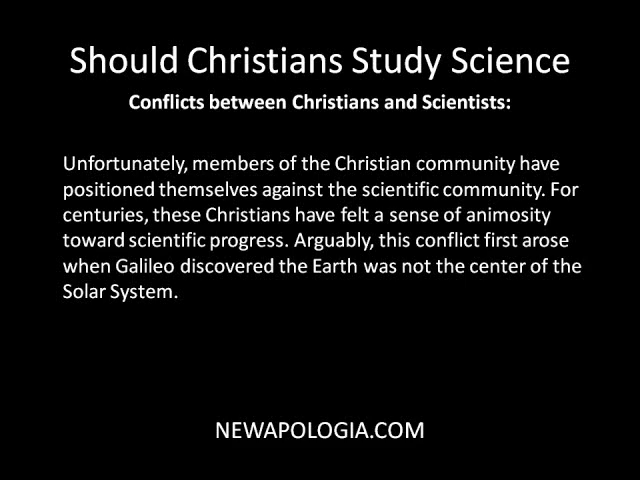 Should Christians Study Science
Conflicts between Christians and Scientists:
Unfortunately, members of the Christian community have
positioned themselves against the scientific community. For
centuries, these Christians have felt a sense of animosity
toward scientific progress. Arguably, this conflict first arose
when Galileo discovered the Earth was not the center of the
Solar System.
NEWAPOLOGIA.COM